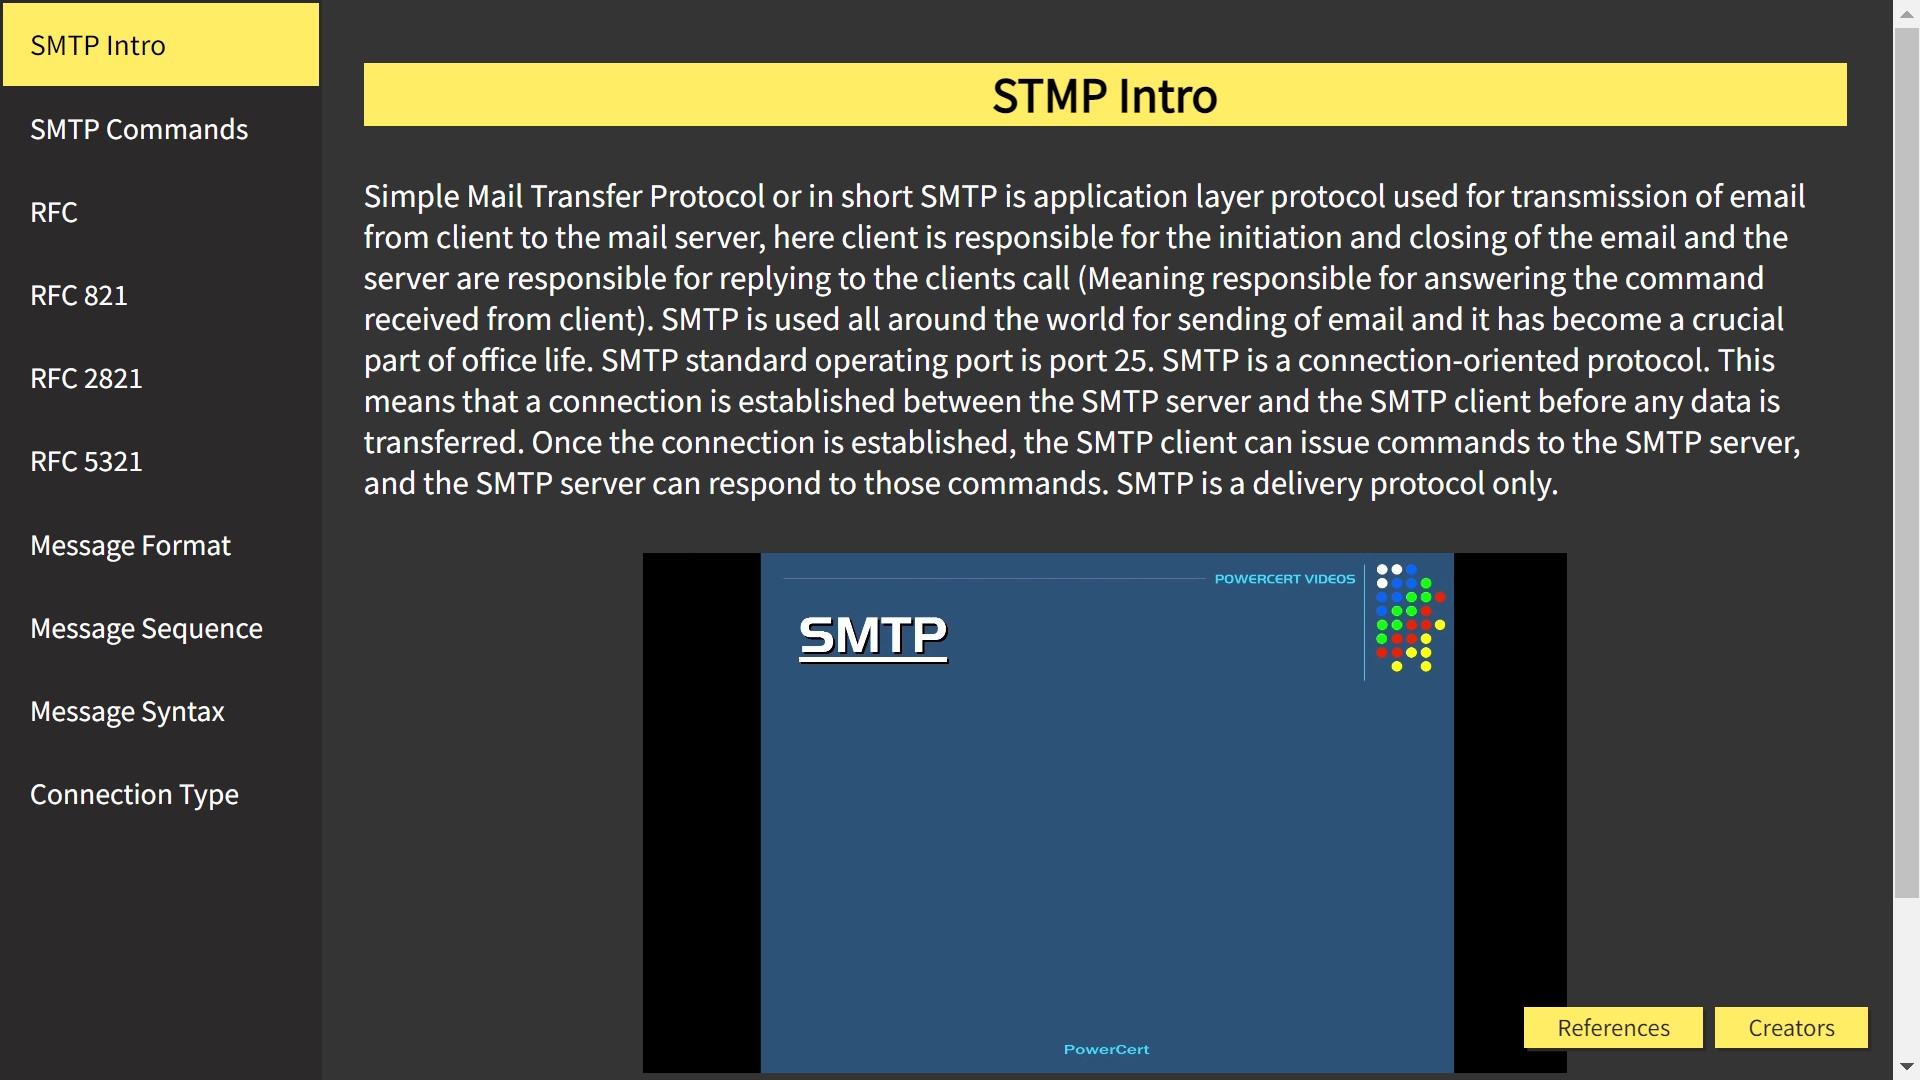 SMTP Intro
SMTP Commands
RFC
RFC 821
RFC 2821
RFC 5321
Message Format
Message Sequence
Message Syntax
Connection Type
STMP Intro
Simple Mail Transfer Protocol or in short SMTP is application layer protocol used for transmission of email
from client to the mail server, here client is responsible for the initiation and closing of the email and the
server are responsible for replying to the clients call (Meaning responsible for answering the command
received from client). SMTP is used all around the world for sending of email and it has become a crucial
part of office life. SMTP standard operating port is port 25. SMTP is a connection-oriented protocol. This
means that a connection is established between the SMTP server and the SMTP client before any data is
transferred. Once the connection is established, the SMTP client can issue commands to the SMTP server,
and the SMTP server can respond to those commands. SMTP is a delivery protocol only.
POWERCERT VIDEOS
SMTP
PowerCert
References
Creators